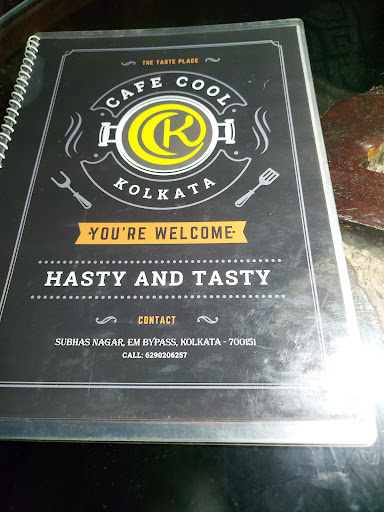 THE TASTE PLACE
CAFE COOL
CK
KOLKATA
YOU'RE WELCOME
HASTY AND TASTY
CONTACT
SUBHAS NAGAR, EM BYPASS, KOLKATA - 700151
CALL: 6290206257